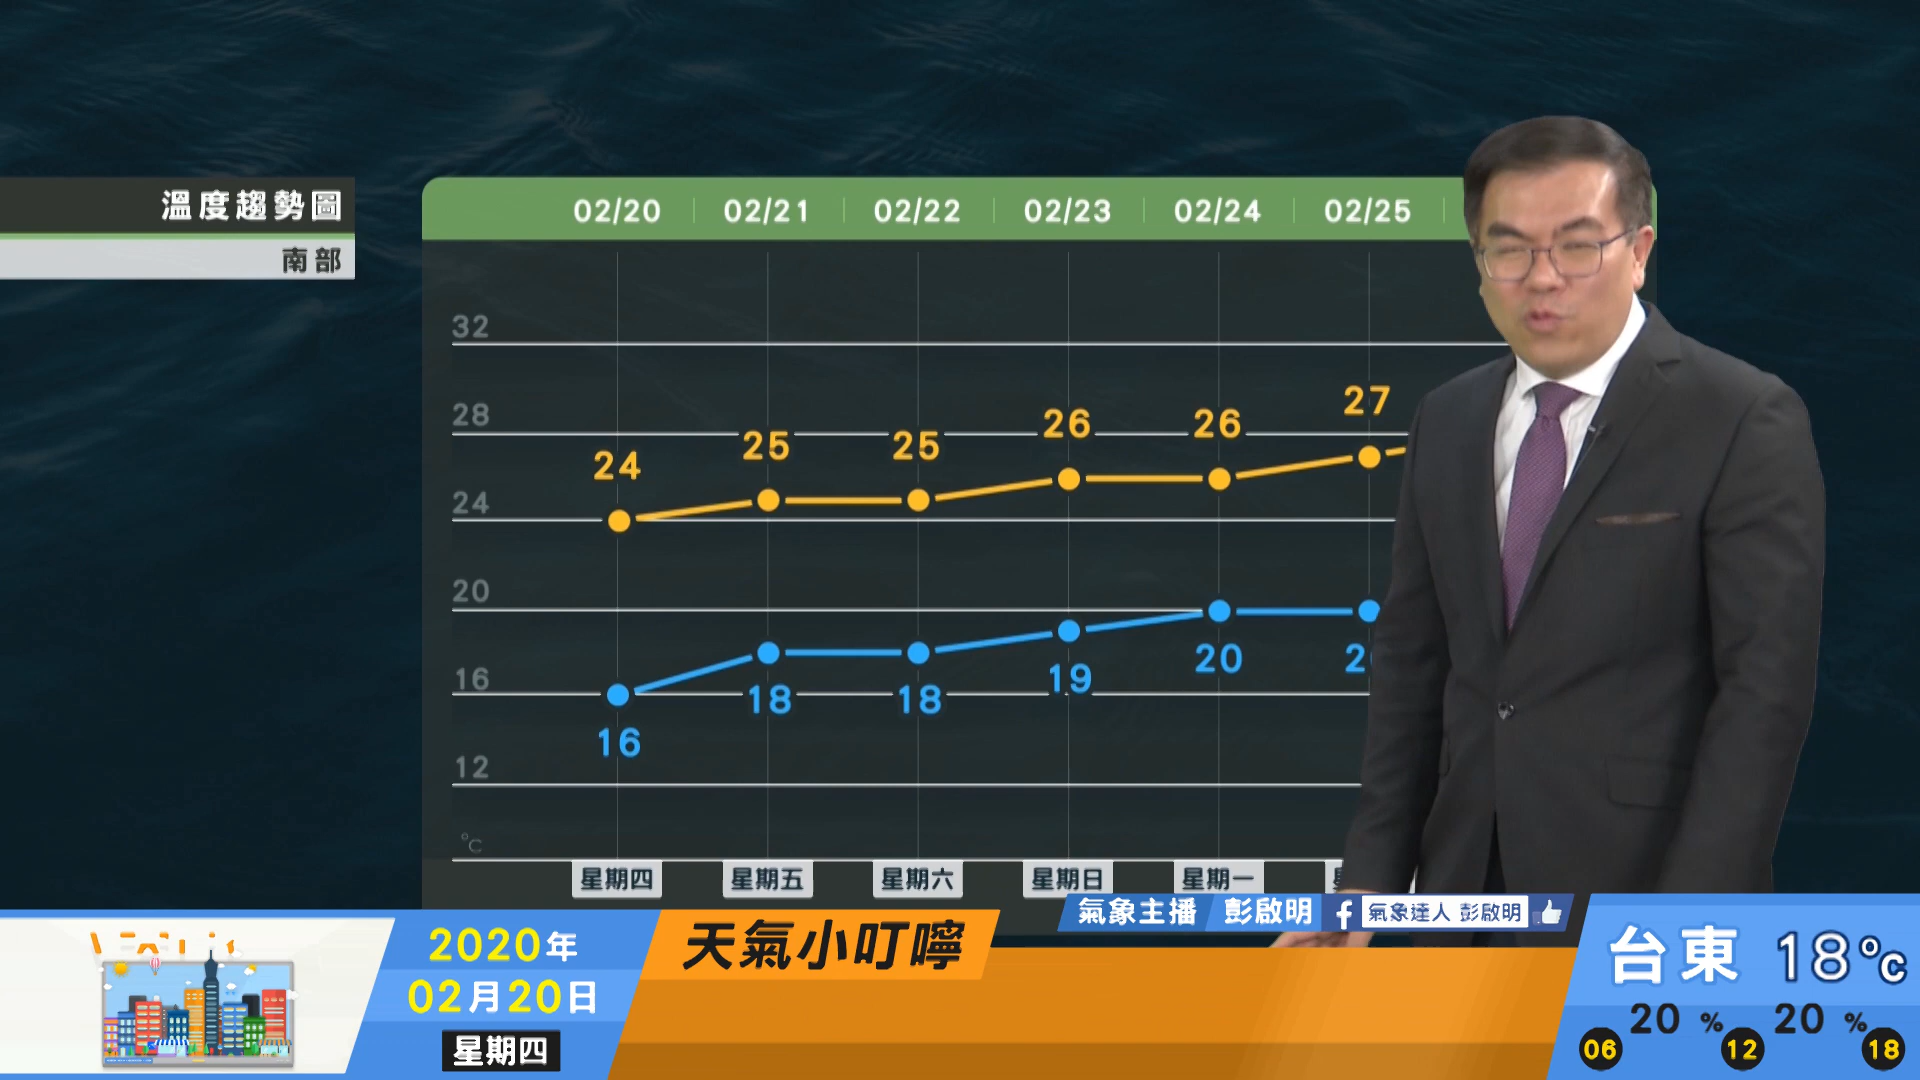 溫度趨勢圖
南部
02/20 02/21 02/22 02/23 02/24 02/25
32
28
24
20
16
12
°C
24 25 25 26 26 27
16 18 18 19 20
星期四 星期五 星期六 星期日 星期一
氣象主播 彭啟明 f 氣象達人 彭啟明
2020年
02月20日
星期四
天氣小叮嚀
台東 18°C
20 % 20 %
06 12 18